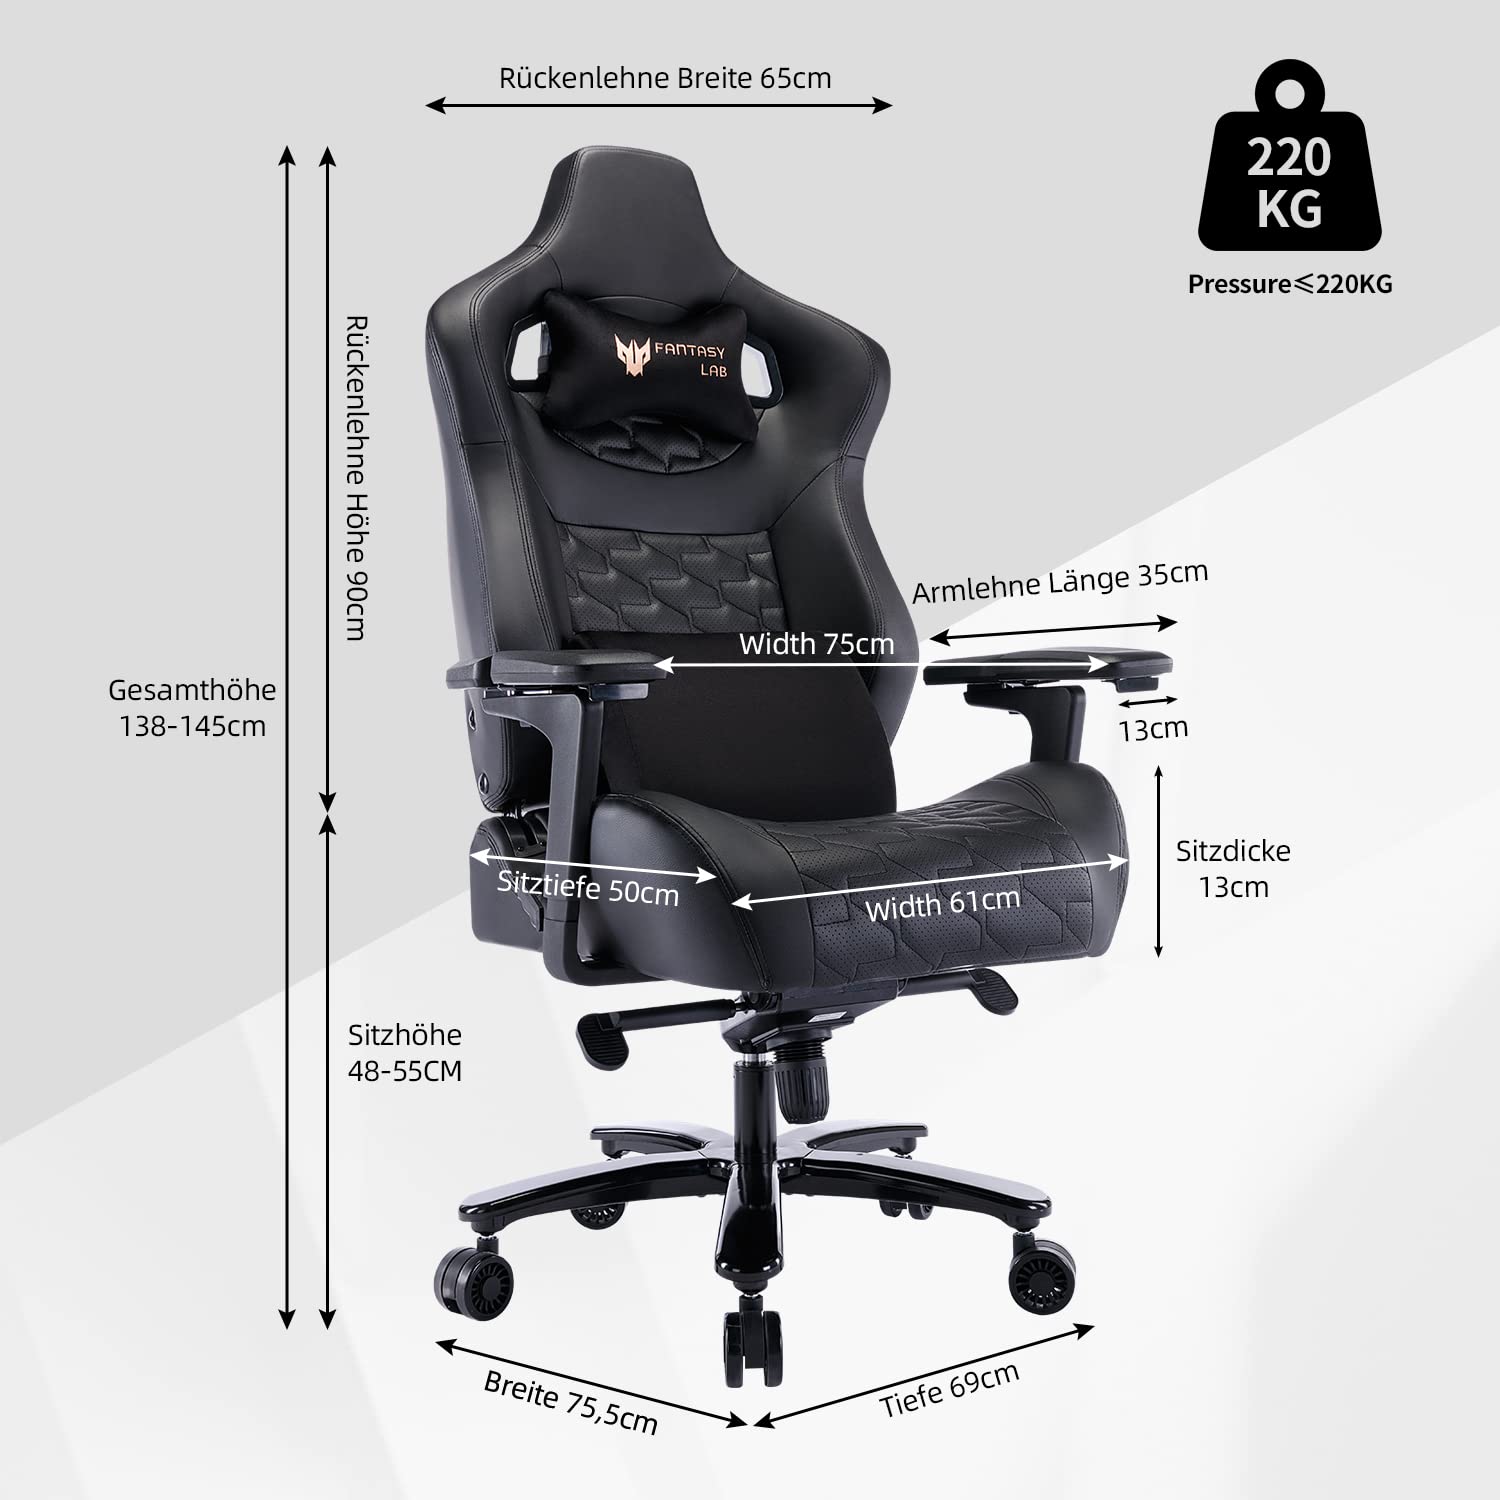 Rückenlehne Breite 65cm
220
KG
Pressure≤220KG
Rückenlehne Höhe 90cm
FANTASY
LAB
Armlehne Länge 35cm
Width 75cm
Gesamthöhe
138-145cm
13cm
Sitzdicke
13cm
Sitztiefe 50cm
Width 61cm
Sitzhöhe
48-55CM
Breite 75,5cm
Tiefe 69cm